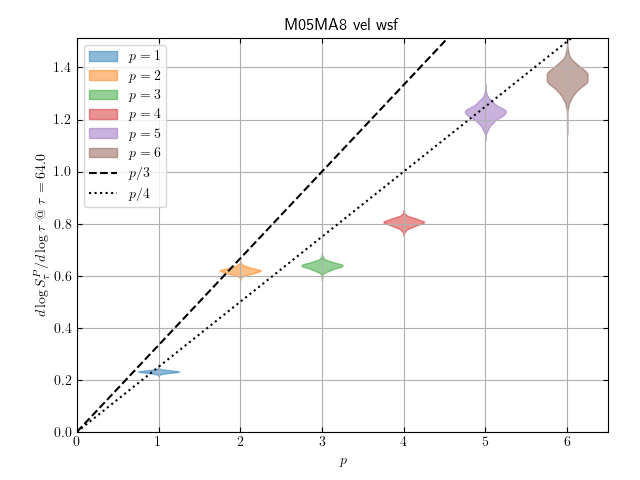 M05MA8 vel wsf
p = 1
p = 2
p = 3
p = 4
p = 5
p = 6
p/3
p/4
d log S_τ^P / d log τ @ τ = 64.0
1.4
1.2
1.0
0.8
0.6
0.4
0.2
0.0
0 1 2 3 4 5 6
p